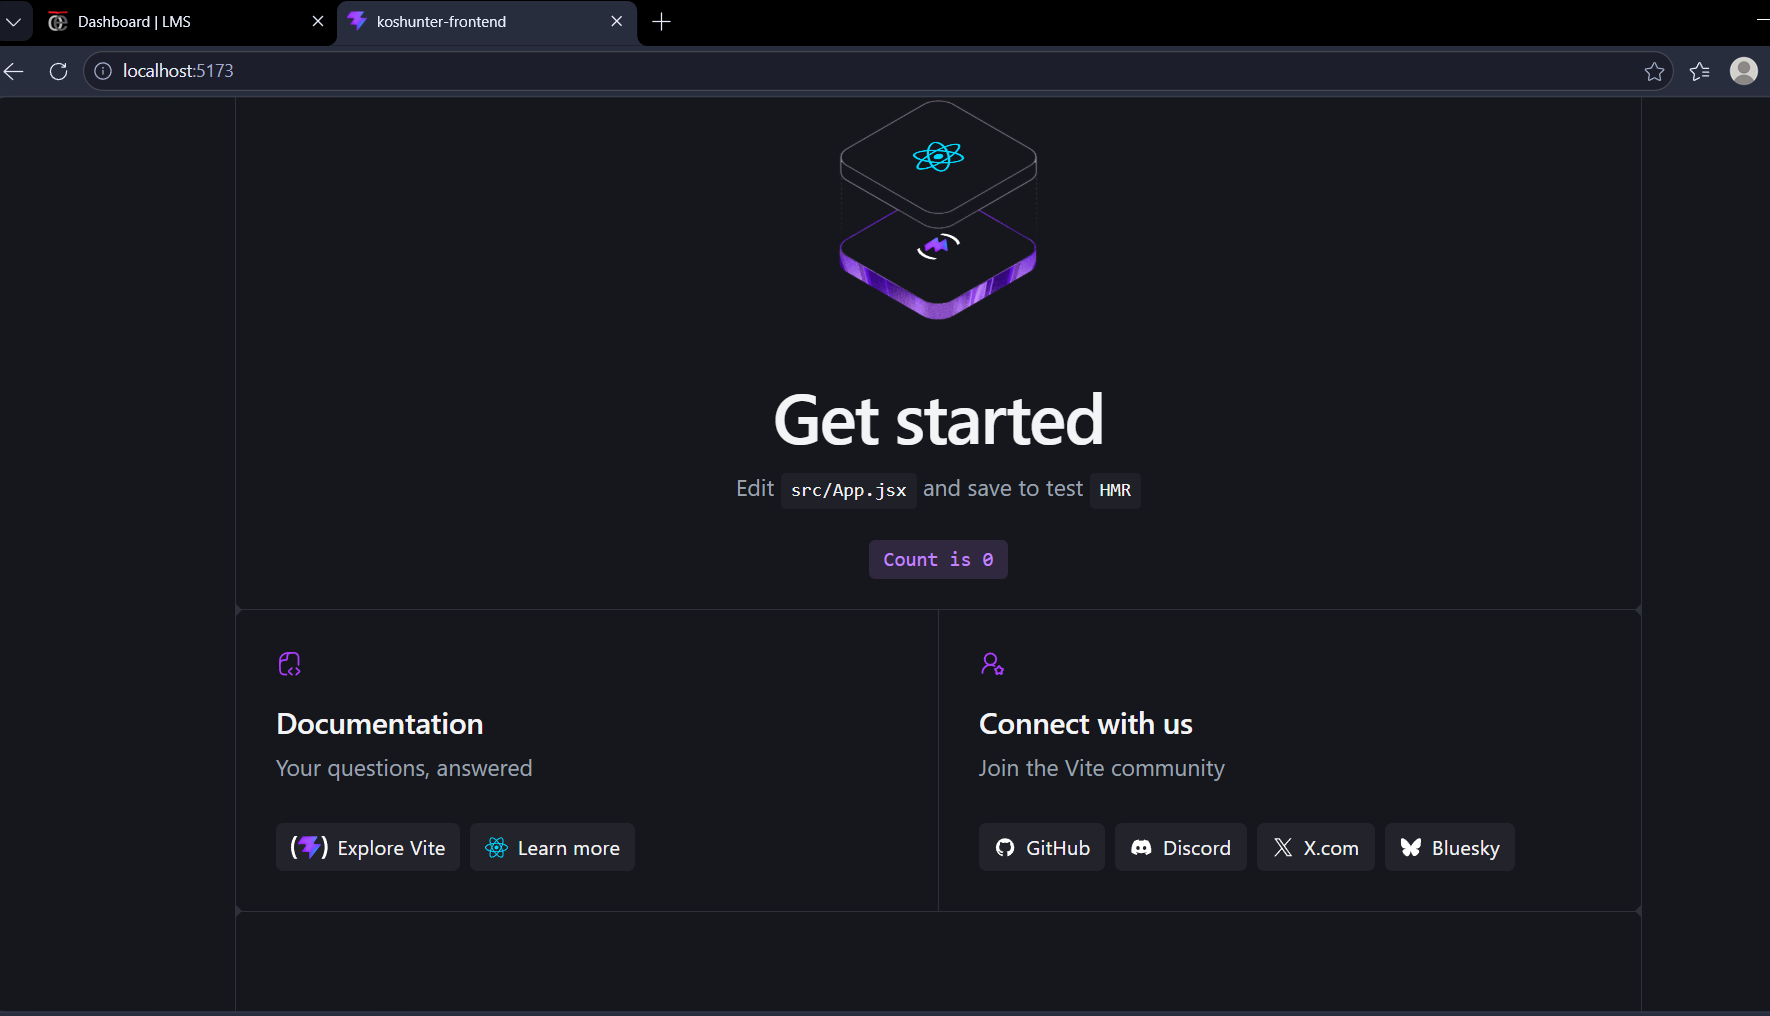 Dashboard | LMS
koshunter-frontend
localhost:5173
Get started
Edit src/App.jsx and save to test HMR
Count is 0
Documentation
Your questions, answered
Explore Vite
Learn more
Connect with us
Join the Vite community
GitHub
Discord
X.com
Bluesky